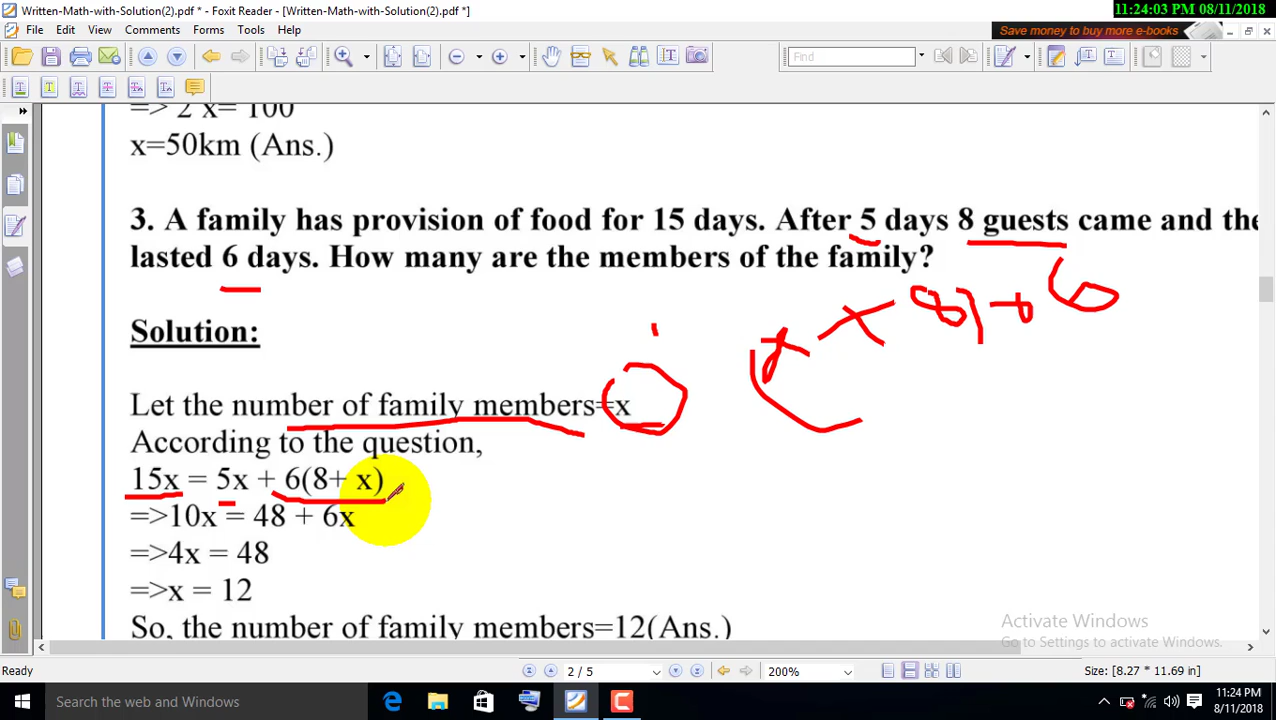 Written-Math-with-Solution(2).pdf * - Foxit Reader - [Written-Math-with-Solution(2).pdf *]
11:24:03 PM 08/11/2018
File Edit View Comments Forms Tools Help
Save money to buy more e-books
Find
=> 2 x= 100
x=50km (Ans.)
3. A family has provision of food for 15 days. After 5 days 8 guests came and the
lasted 6 days. How many are the members of the family?
x + 8) × 6
Solution:
Let the number of family members=x
According to the question,
15x = 5x + 6(8+ x)
=>10x = 48 + 6x
=>4x = 48
=>x = 12
So, the number of family members=12(Ans.)
Activate Windows
Go to Settings to activate Windows.
Ready
2 / 5
200%
Size: [8.27 * 11.69 in]
Search the web and Windows
11:24 PM
8/11/2018